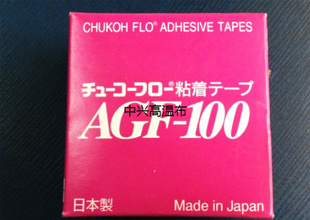 CHUKOH FLO® ADHESIVE TAPES
チューコーフロー®粘着テープ
AGF-100
中兴高温布
日本製 Made in Japan